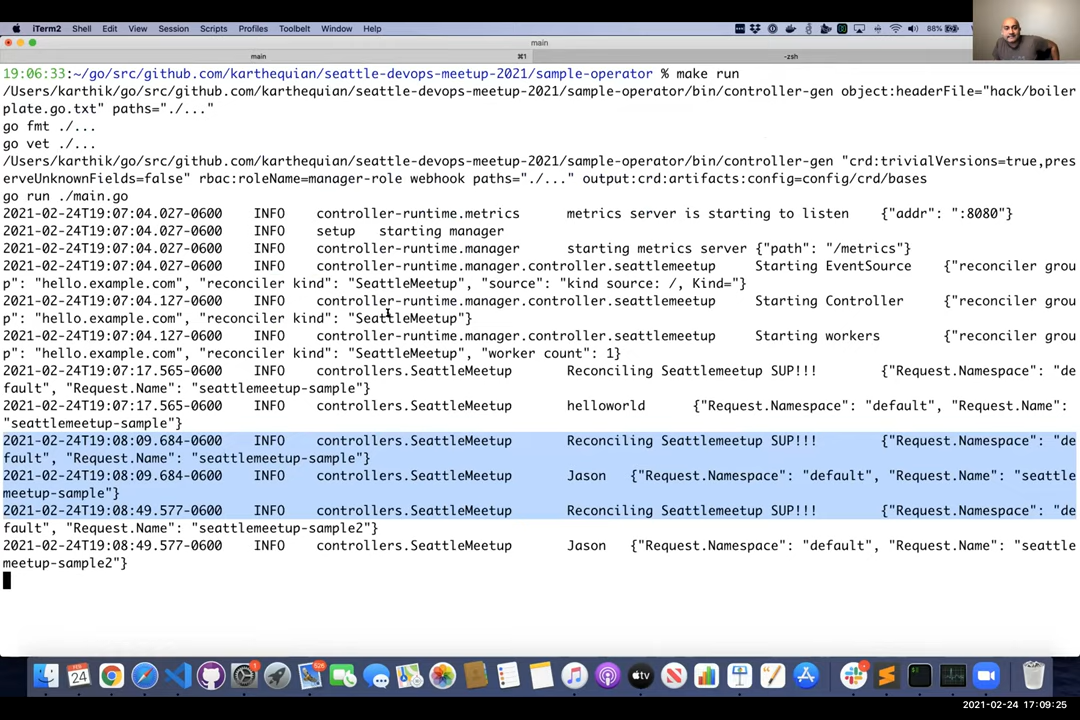 iTerm2 Shell Edit View Session Scripts Profiles Toolbelt Window Help 88%
main
main ⌘1 -zsh
19:06:33:~/go/src/github.com/karthequian/seattle-devops-meetup-2021/sample-operator % make run
/Users/karthik/go/src/github.com/karthequian/seattle-devops-meetup-2021/sample-operator/bin/controller-gen object:headerFile="hack/boiler
plate.go.txt" paths="./..."
go fmt ./...
go vet ./...
/Users/karthik/go/src/github.com/karthequian/seattle-devops-meetup-2021/sample-operator/bin/controller-gen "crd:trivialVersions=true,pres
erveUnknownFields=false" rbac:roleName=manager-role webhook paths="./..." output:crd:artifacts:config=config/crd/bases
go run ./main.go
2021-02-24T19:07:04.027-0600 INFO controller-runtime.metrics metrics server is starting to listen {"addr": ":8080"}
2021-02-24T19:07:04.027-0600 INFO setup starting manager
2021-02-24T19:07:04.027-0600 INFO controller-runtime.manager starting metrics server {"path": "/metrics"}
2021-02-24T19:07:04.027-0600 INFO controller-runtime.manager.controller.seattlemeetup Starting EventSource {"reconciler grou
p": "hello.example.com", "reconciler kind": "SeattleMeetup", "source": "kind source: /, Kind="}
2021-02-24T19:07:04.127-0600 INFO controller-runtime.manager.controller.seattlemeetup Starting Controller {"reconciler grou
p": "hello.example.com", "reconciler kind": "SeattleMeetup"}
2021-02-24T19:07:04.127-0600 INFO controller-runtime.manager.controller.seattlemeetup Starting workers {"reconciler grou
p": "hello.example.com", "reconciler kind": "SeattleMeetup", "worker count": 1}
2021-02-24T19:07:17.565-0600 INFO controllers.SeattleMeetup Reconciling Seattlemeetup SUP!!! {"Request.Namespace": "de
fault", "Request.Name": "seattlemeetup-sample"}
2021-02-24T19:07:17.565-0600 INFO controllers.SeattleMeetup helloworld {"Request.Namespace": "default", "Request.Name":
"seattlemeetup-sample"}
2021-02-24T19:08:09.684-0600 INFO controllers.SeattleMeetup Reconciling Seattlemeetup SUP!!! {"Request.Namespace": "de
fault", "Request.Name": "seattlemeetup-sample"}
2021-02-24T19:08:09.684-0600 INFO controllers.SeattleMeetup Jason {"Request.Namespace": "default", "Request.Name": "seattle
meetup-sample"}
2021-02-24T19:08:49.577-0600 INFO controllers.SeattleMeetup Reconciling Seattlemeetup SUP!!! {"Request.Namespace": "de
fault", "Request.Name": "seattlemeetup-sample2"}
2021-02-24T19:08:49.577-0600 INFO controllers.SeattleMeetup Jason {"Request.Namespace": "default", "Request.Name": "seattle
meetup-sample2"}
24 tv
2021-02-24 17:09:25